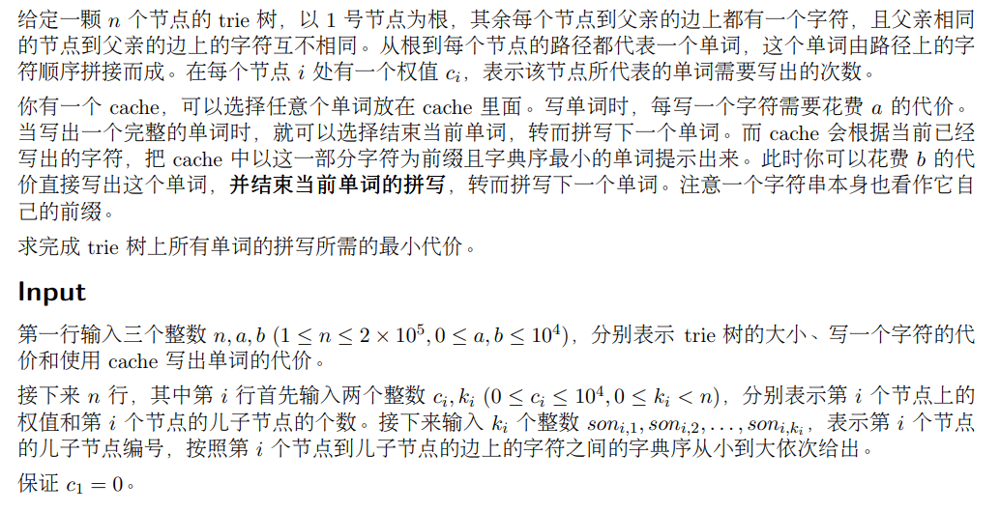 给定一颗 n 个节点的 trie 树，以 1 号节点为根，其余每个节点到父亲的边上都有一个字符，且父亲相同
的节点到父亲的边上的字符互不相同。从根到每个节点的路径都代表一个单词，这个单词由路径上的字
符顺序拼接而成。在每个节点 i 处有一个权值 c_i，表示该节点所代表的单词需要写出的次数。
你有一个 cache，可以选择任意个单词放在 cache 里面。写单词时，每写一个字符需要花费 a 的代价。
当写出一个完整的单词时，就可以选择结束当前单词，转而拼写下一个单词。而 cache 会根据当前已经
写出的字符，把 cache 中以这一部分字符为前缀且字典序最小的单词提示出来。此时你可以花费 b 的代
价直接写出这个单词，并结束当前单词的拼写，转而拼写下一个单词。注意一个字符串本身也看作它自
己的前缀。
求完成 trie 树上所有单词的拼写所需的最小代价。
Input
第一行输入三个整数 n, a, b (1 ≤ n ≤ 2 × 10^5, 0 ≤ a, b ≤ 10^4)，分别表示 trie 树的大小、写一个字符的代
价和使用 cache 写出单词的代价。
接下来 n 行，其中第 i 行首先输入两个整数 c_i, k_i (0 ≤ c_i ≤ 10^4, 0 ≤ k_i < n)，分别表示第 i 个节点上的
权值和第 i 个节点的儿子节点的个数。接下来输入 k_i 个整数 son_{i,1}, son_{i,2}, . . . , son_{i,k_i}，表示第 i 个节点
的儿子节点编号，按照第 i 个节点到儿子节点的边上的字符之间的字典序从小到大依次给出。
保证 c_1 = 0。